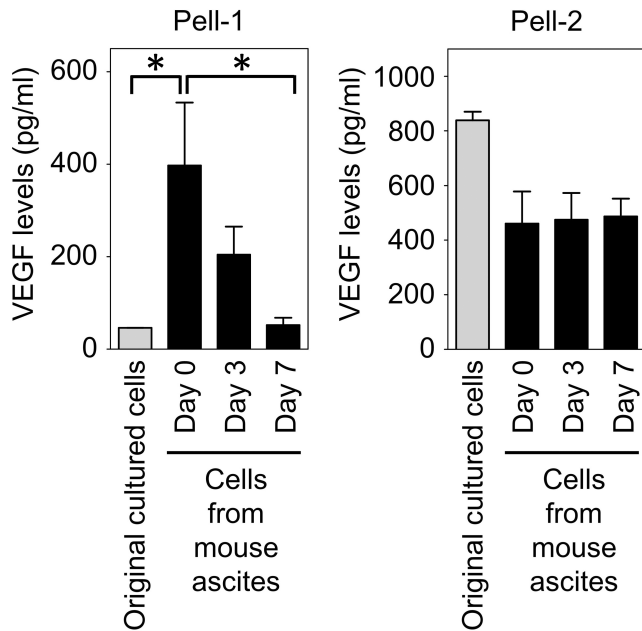 Pell-1
VEGF levels (pg/ml)
600
400
200
0
*
*
Original cultured cells
Day 0
Day 3
Day 7
Cells
from
mouse
ascites
Pell-2
VEGF levels (pg/ml)
1000
800
600
400
200
0
Original cultured cells
Day 0
Day 3
Day 7
Cells
from
mouse
ascites